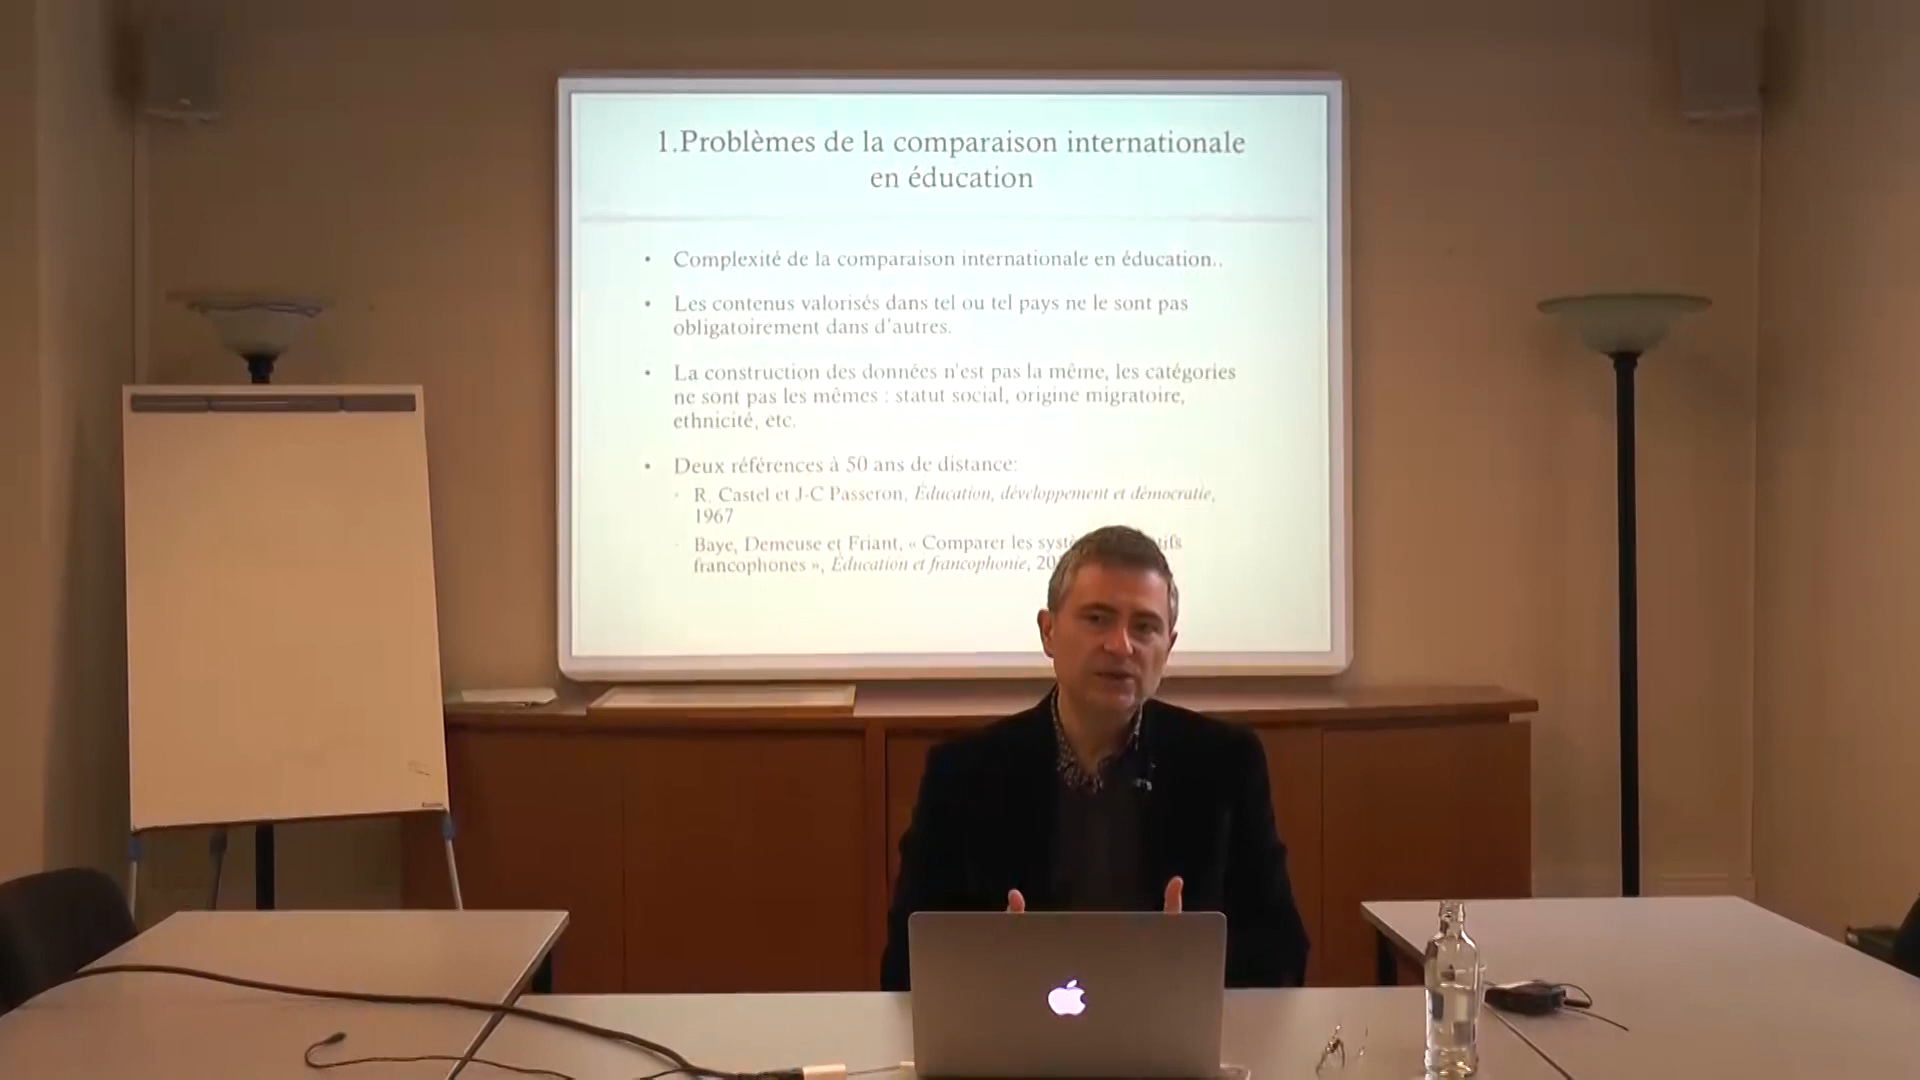 1.Problèmes de la comparaison internationale
en éducation
• Complexité de la comparaison internationale en éducation..
• Les contenus valorisés dans tel ou tel pays ne le sont pas
obligatoirement dans d'autres.
• La construction des données n'est pas la même, les catégories
ne sont pas les mêmes : statut social, origine migratoire,
ethnicité, etc.
• Deux références à 50 ans de distance:
• R. Castel et J-C Passeron, Éducation, développement et démocratie,
1967
• Baye, Demeuse et Friant, « Comparer les
francophones », Éducation et francophonie,